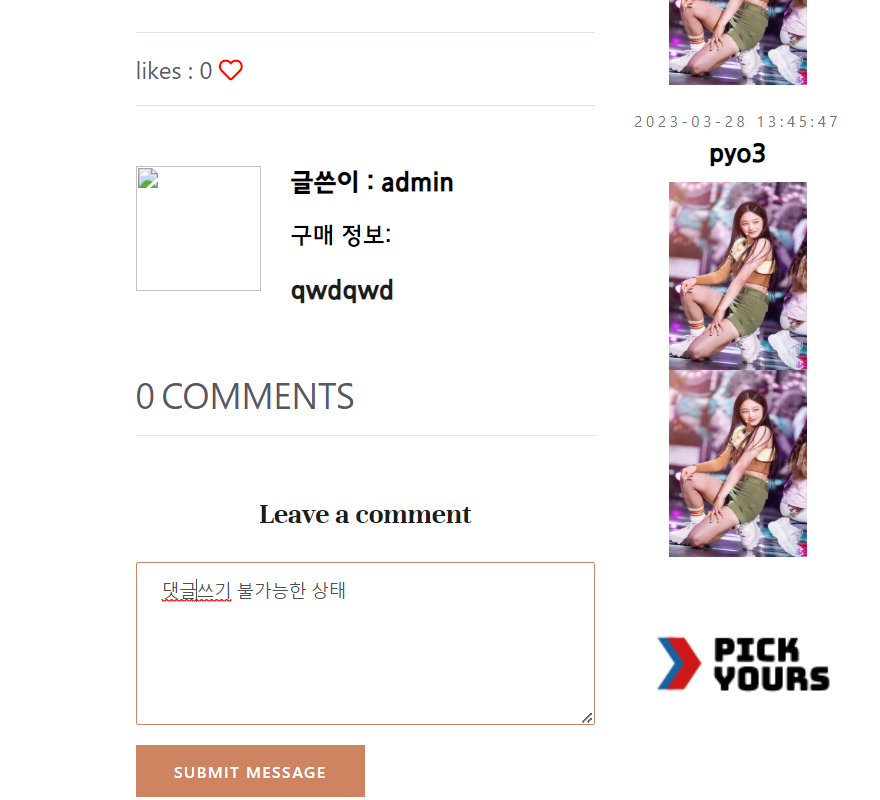 likes : 0
글쓴이 : admin
구매 정보:
qwdqwd
0 COMMENTS
Leave a comment
댓글쓰기 불가능한 상태
SUBMIT MESSAGE
2023-03-28 13:45:47
pyo3
PICK
YOURS